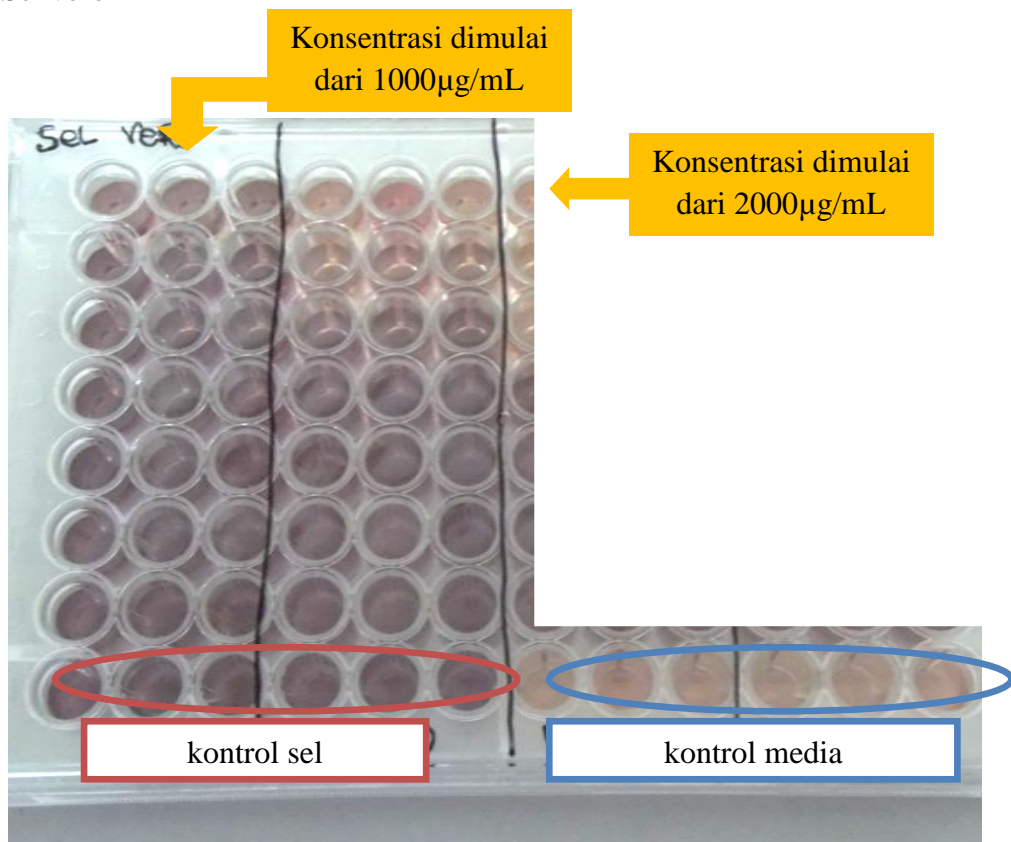 Konsentrasi dimulai
dari 1000µg/mL
Sel
Konsentrasi dimulai
dari 2000µg/mL
kontrol sel
kontrol media